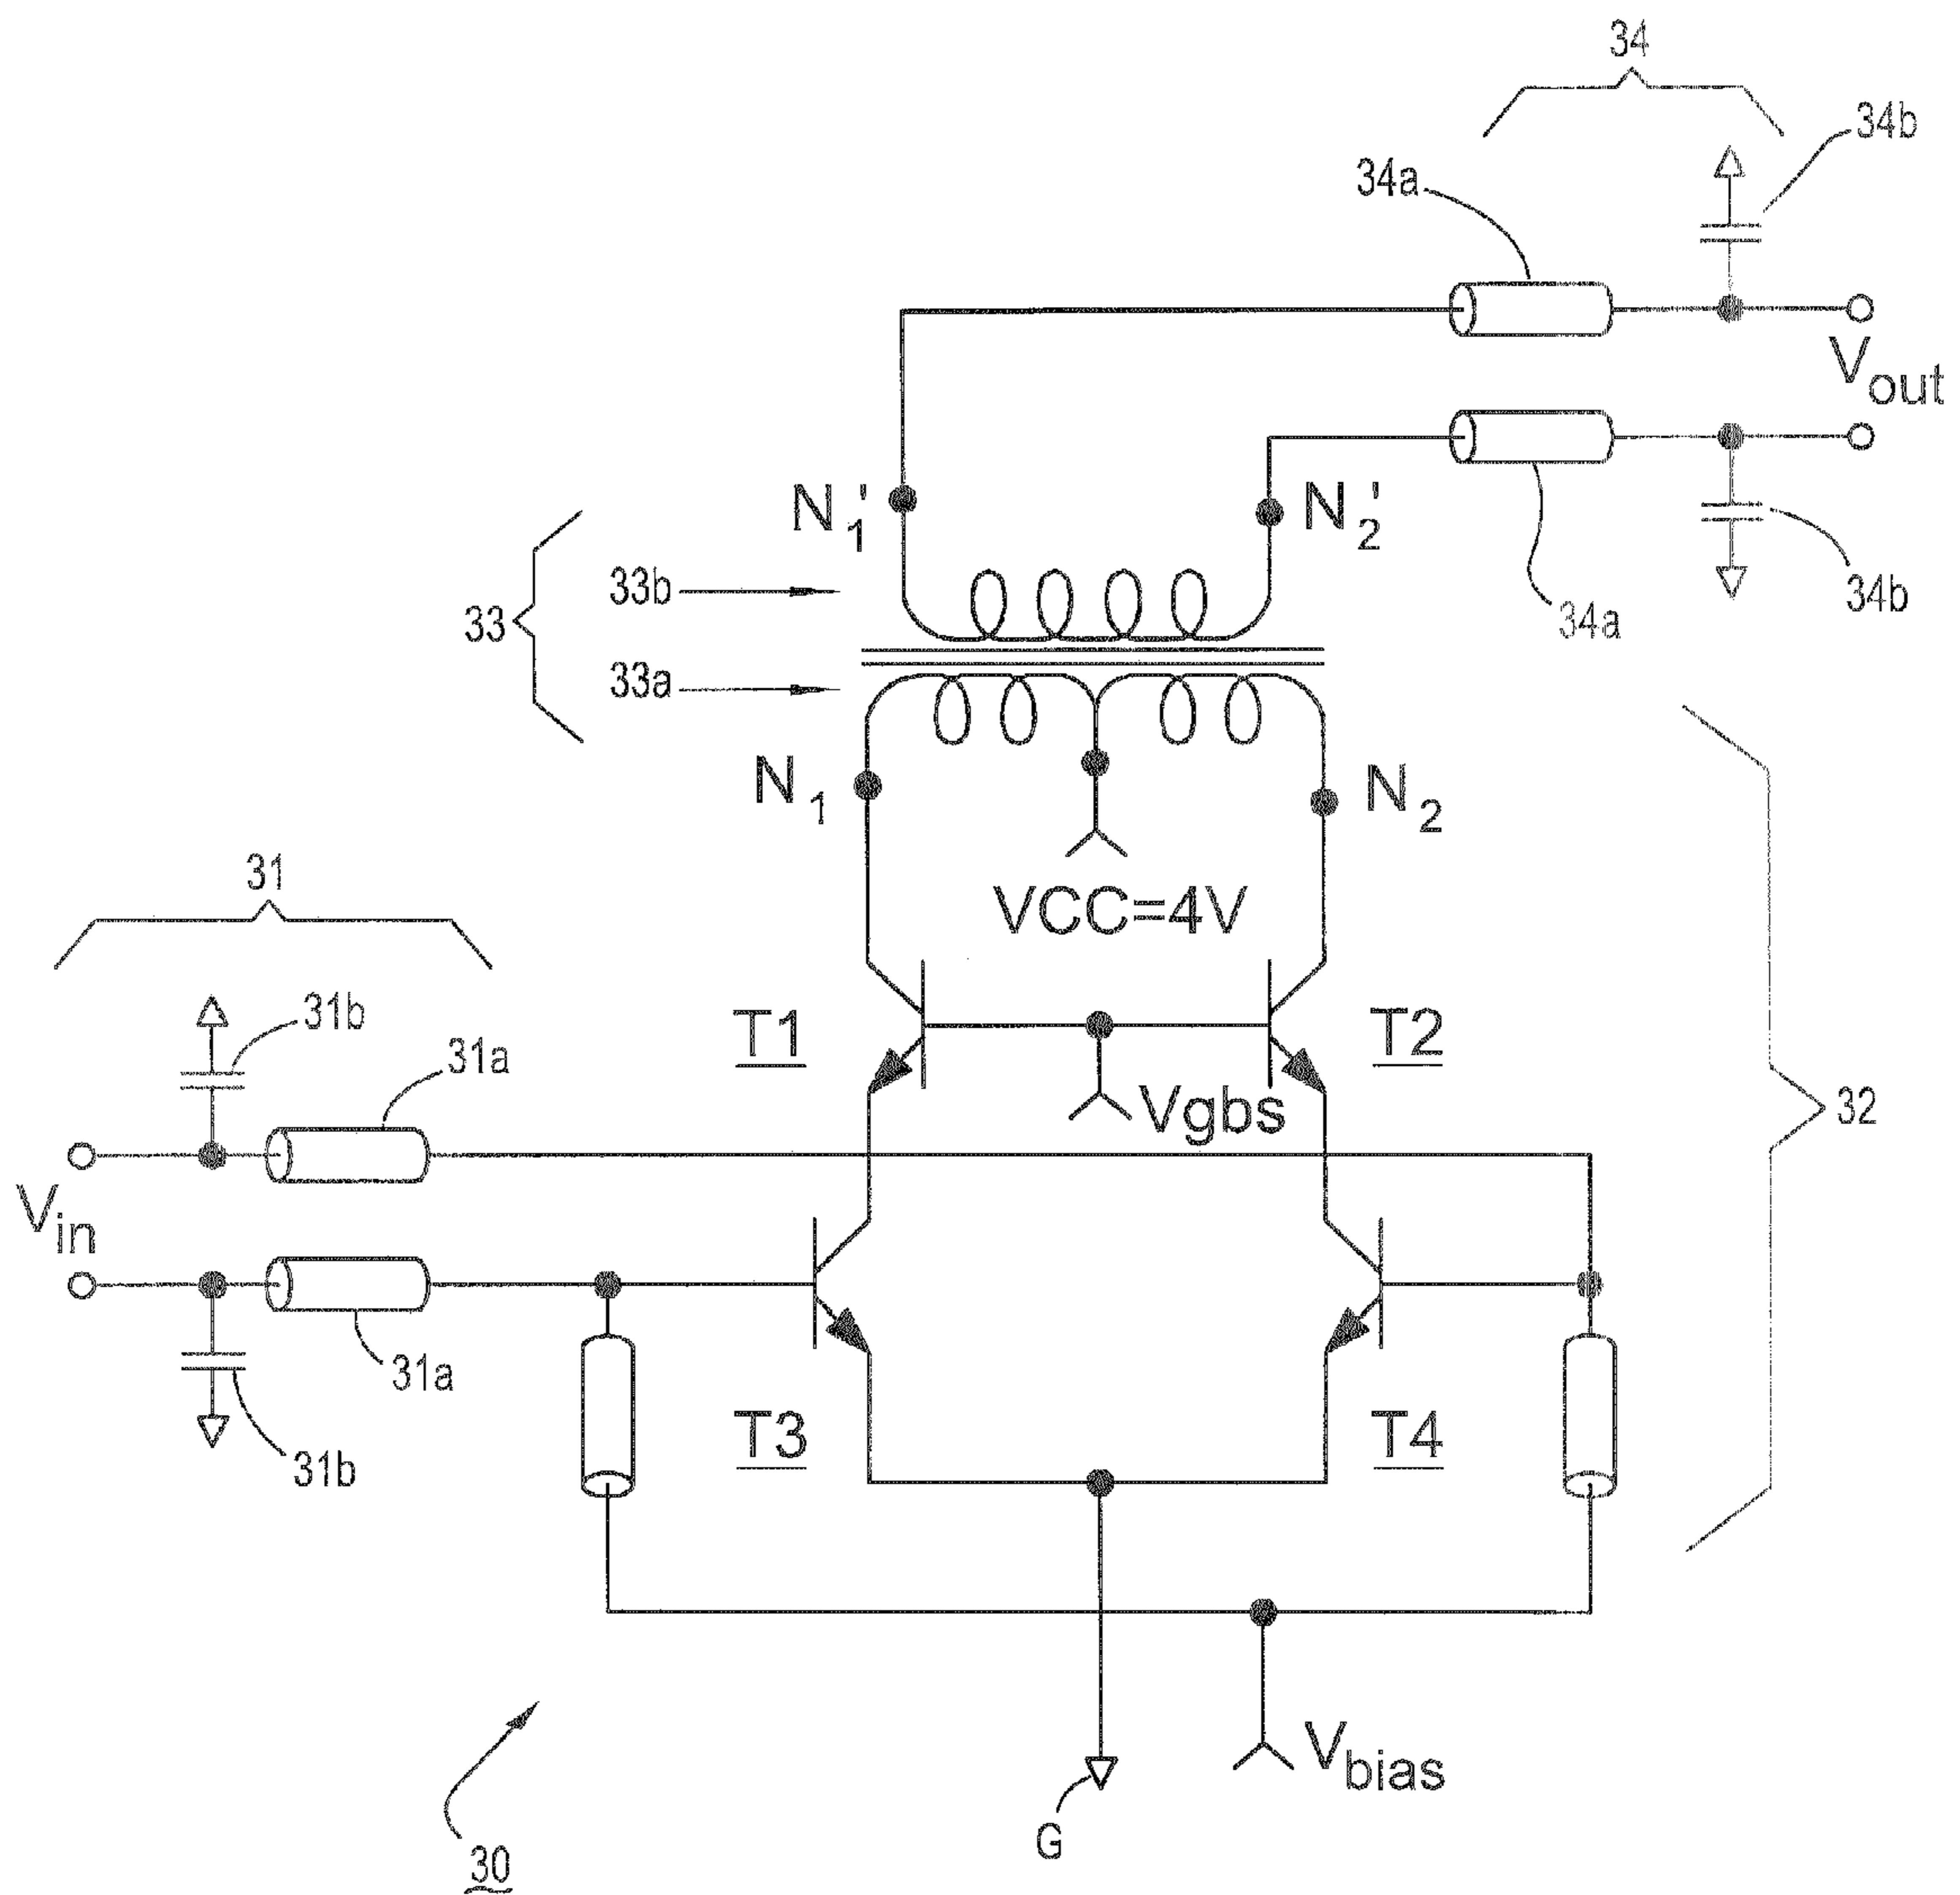 34
34b
34a
Vout
N1'
N2'
34b
34a
33b
33
33a
N1
N2
VCC=4V
31
31b
31a
T1
T2
Vgbs
32
Vin
31a
31b
T3
T4
Vbias
G
30